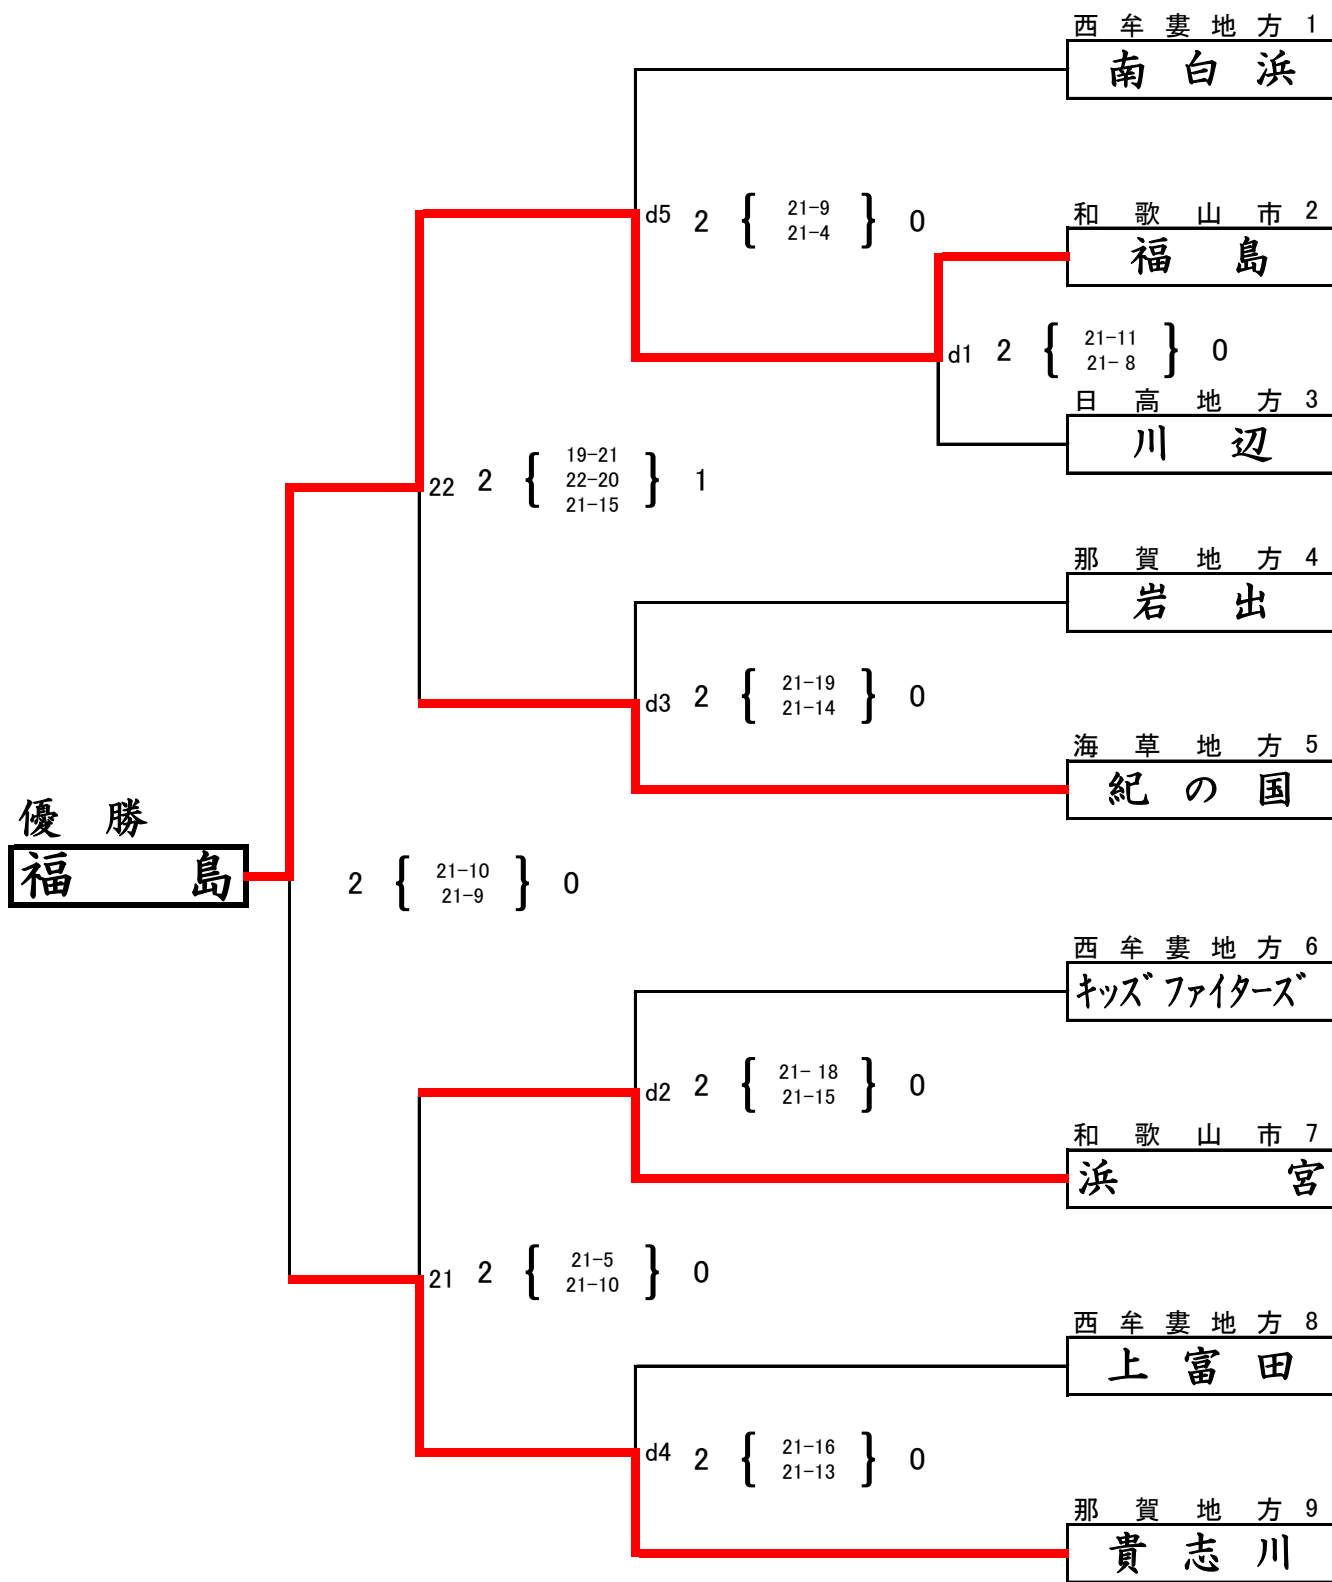 西牟婁地方 1
南白浜
d5 2 { 21-9 } 0
21-4
和歌山市 2
福島
d1 2 { 21-11 } 0
21- 8
日高地方 3
川辺
22 2 { 19-21 } 1
22-20
21-15
那賀地方 4
岩出
d3 2 { 21-19 } 0
21-14
海草地方 5
紀の国
優勝
福島
2 { 21-10 } 0
21-9
西牟婁地方 6
キッズファイターズ
d2 2 { 21- 18 } 0
21-15
和歌山市 7
浜宮
21 2 { 21-5 } 0
21-10
西牟婁地方 8
上富田
d4 2 { 21-16 } 0
21-13
那賀地方 9
貴志川